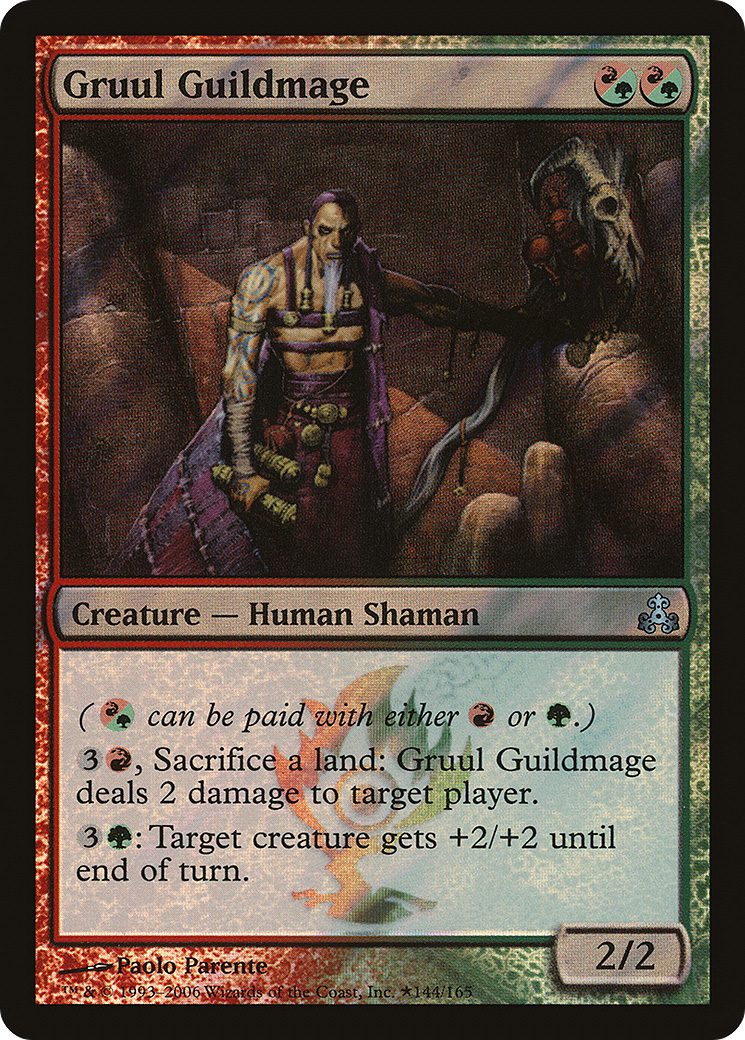 Gruul Guildmage
Creature — Human Shaman
( can be paid with either or .)
3 , Sacrifice a land: Gruul Guildmage
deals 2 damage to target player.
3 : Target creature gets +2/+2 until
end of turn.
2/2
Paolo Parente
™ & © 1993–2006 Wizards of the Coast, Inc. ★144/165